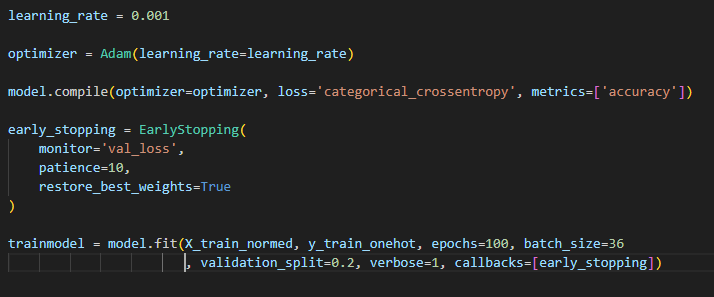 learning_rate = 0.001
optimizer = Adam(learning_rate=learning_rate)
model.compile(optimizer=optimizer, loss='categorical_crossentropy', metrics=['accuracy'])
early_stopping = EarlyStopping(
    monitor='val_loss',
    patience=10,
    restore_best_weights=True
)
trainmodel = model.fit(X_train_normed, y_train_onehot, epochs=100, batch_size=36
                       , validation_split=0.2, verbose=1, callbacks=[early_stopping])